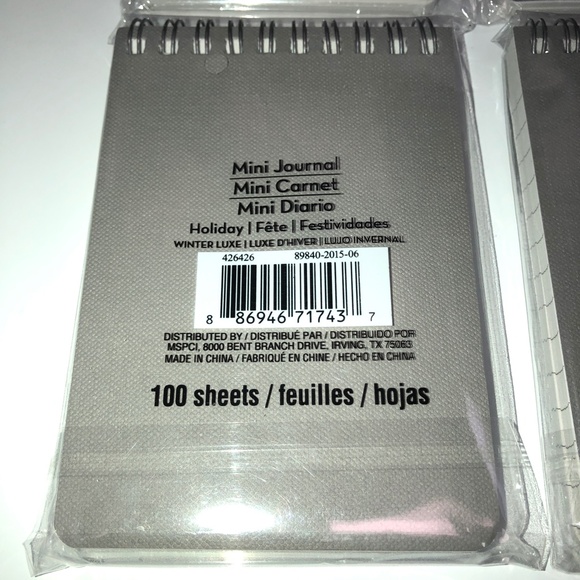 Mini Journal
Mini Carnet
Mini Diario
Holiday | Fête | Festividades
WINTER LUXE | LUXE D'HIVER | LUJO INVERNAL
426426 89840-2015-06
8 86946 71743 7
DISTRIBUTED BY / DISTRIBUÉ PAR / DISTRIBUIDO POR
MSPCI, 8000 BENT BRANCH DRIVE, IRVING, TX 75063
MADE IN CHINA / FABRIQUÉ EN CHINE / HECHO EN CHINA
100 sheets / feuilles / hojas